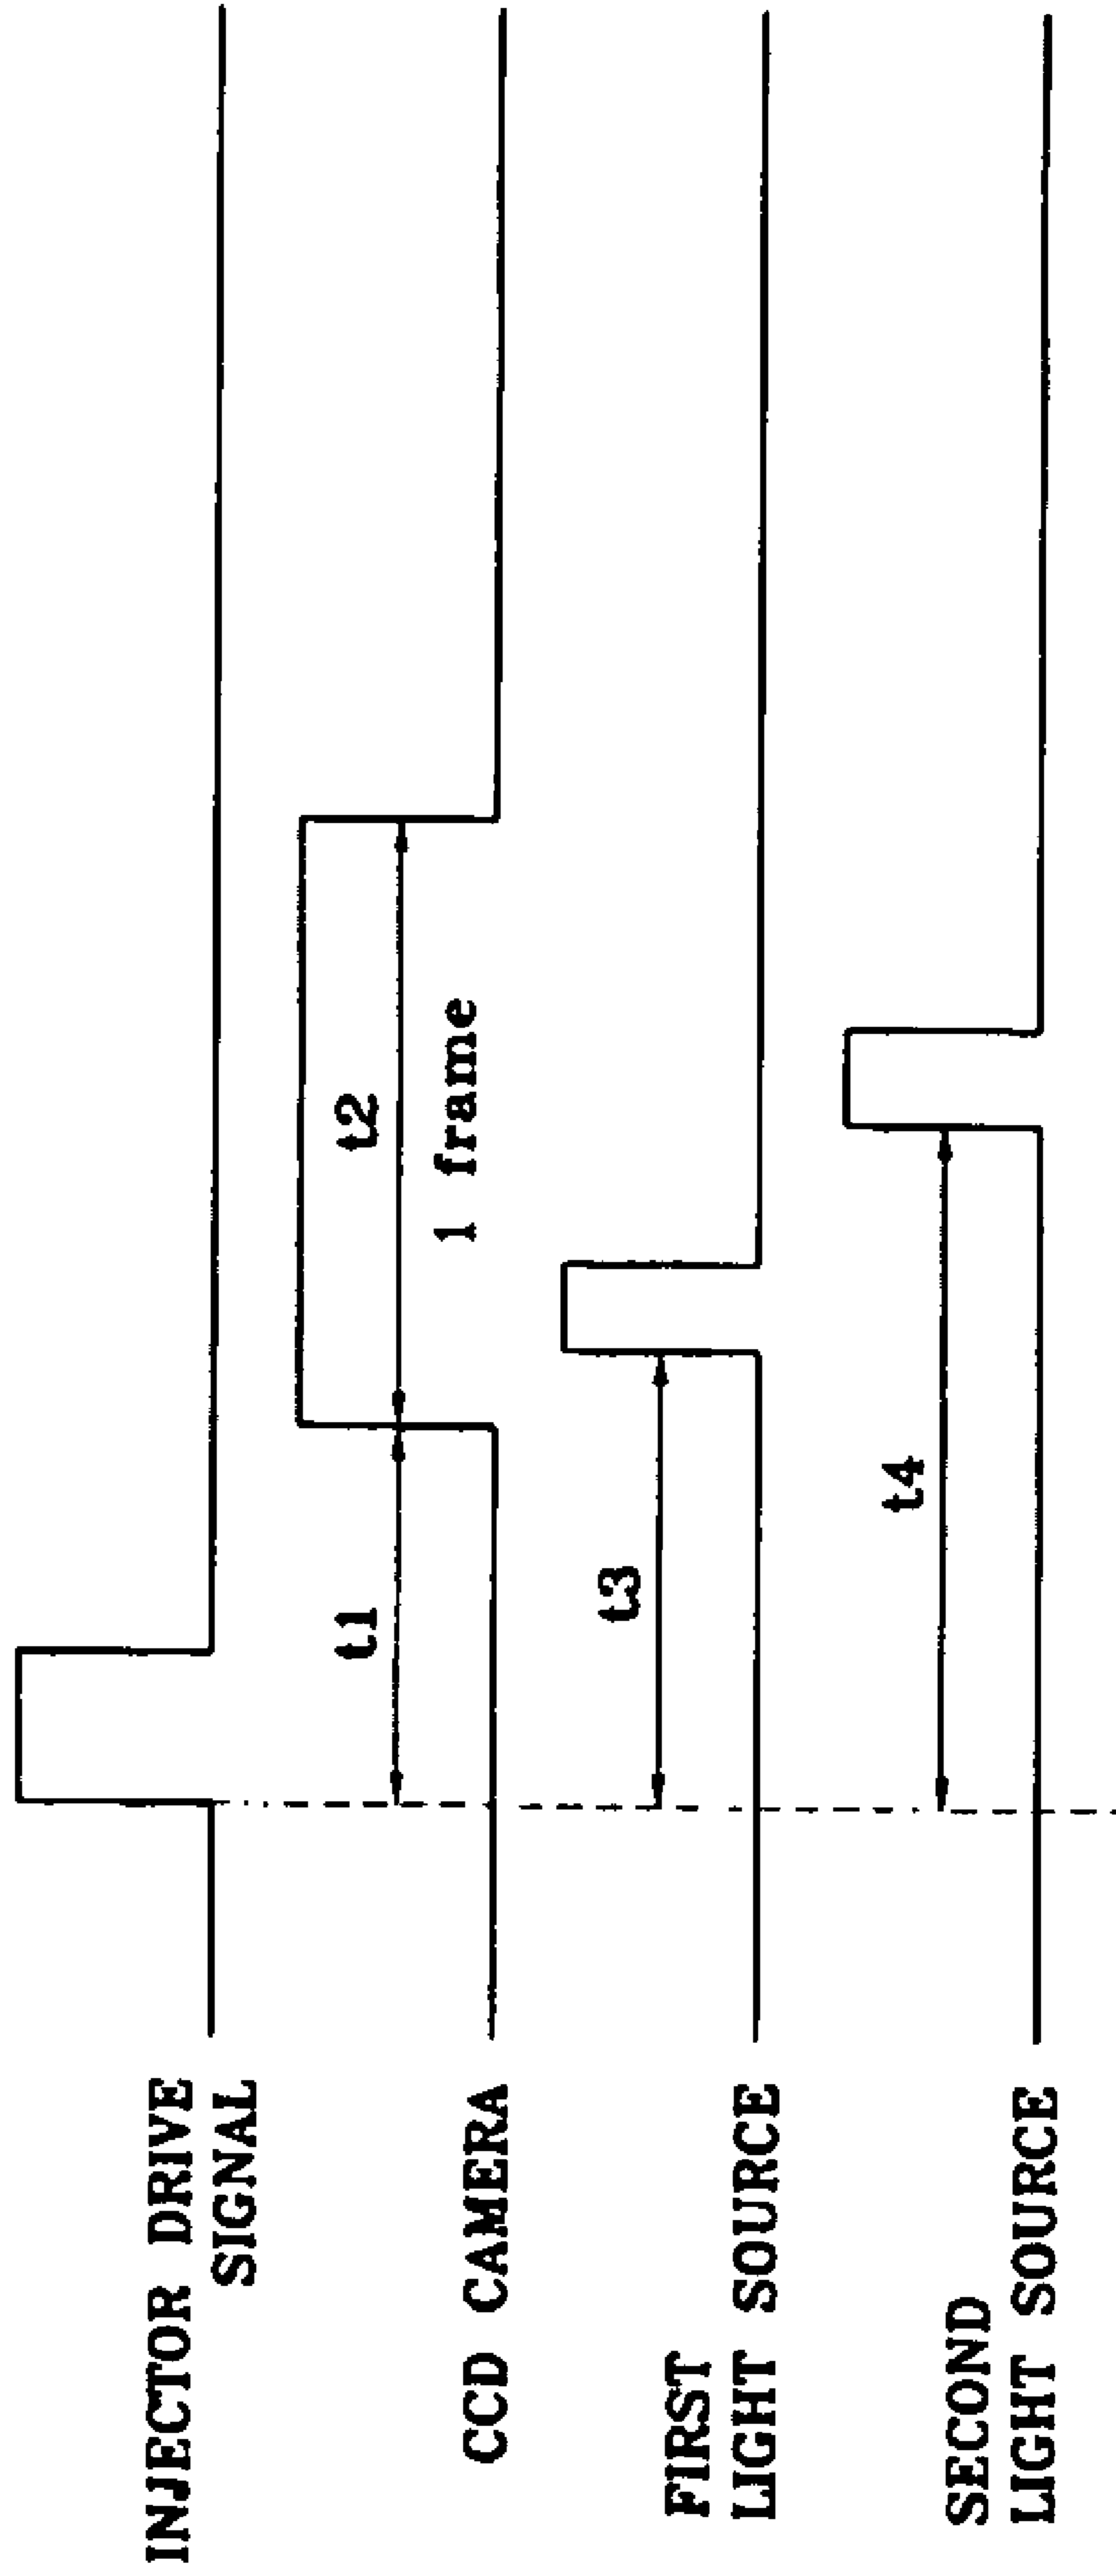 INJECTOR DRIVE
SIGNAL
t1
t2
1 frame
CCD CAMERA
t3
FIRST
LIGHT SOURCE
t4
SECOND
LIGHT SOURCE